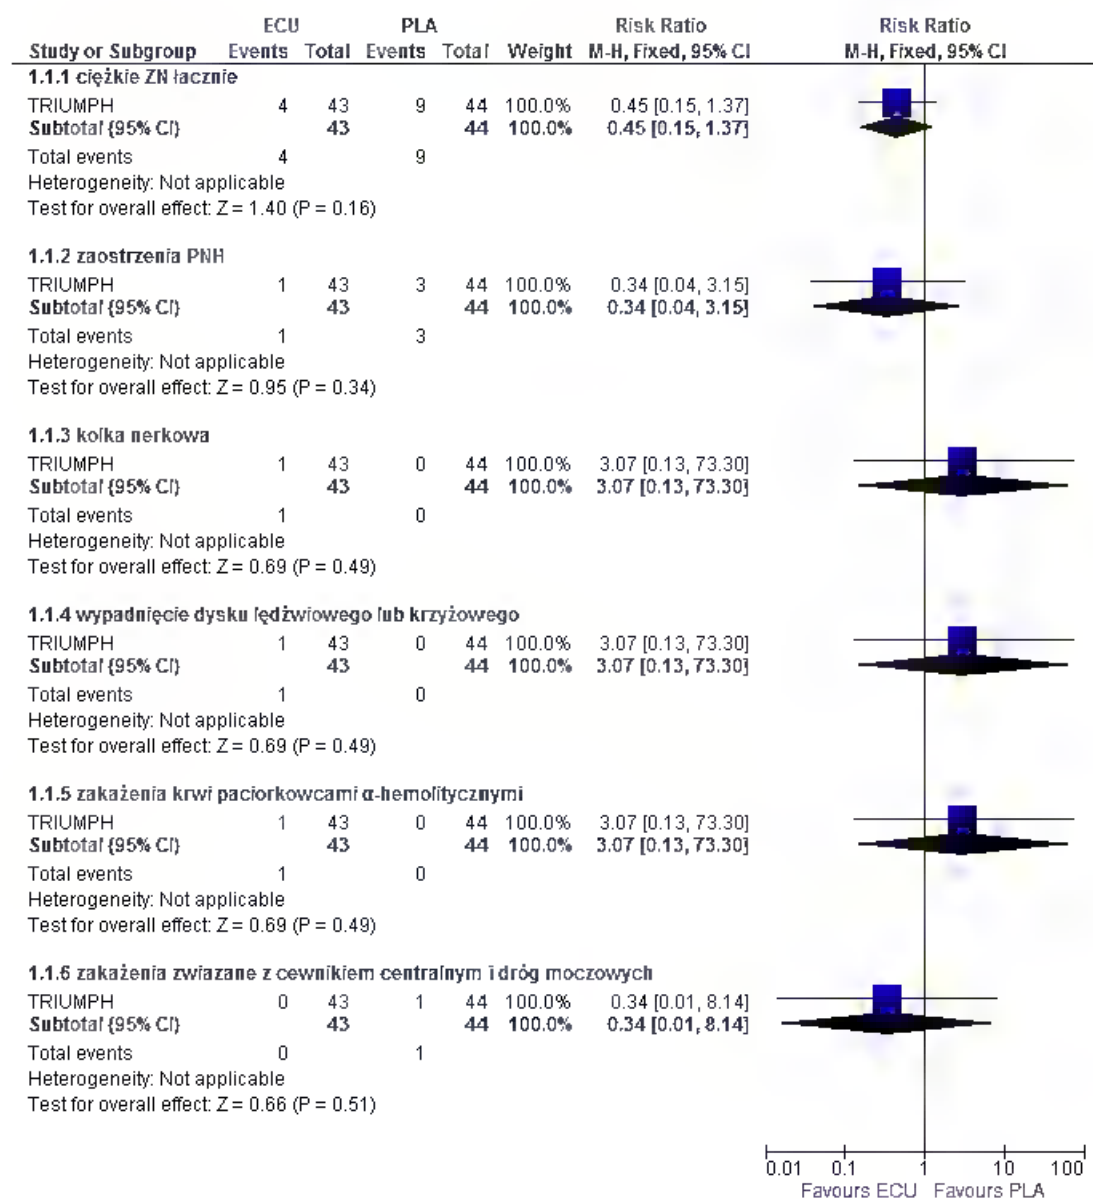 ECU PLA Risk Ratio Risk Ratio
Study or Subgroup Events Total Events Total Weight M-H, Fixed, 95% CI M-H, Fixed, 95% CI
1.1.1 ciężkie ZN łacznie
TRIUMPH 4 43 9 44 100.0% 0.45 [0.15, 1.37]
Subtotal (95% CI) 43 44 100.0% 0.45 [0.15, 1.37]
Total events 4 9
Heterogeneity: Not applicable
Test for overall effect: Z = 1.40 (P = 0.16)
1.1.2 zaostrzenia PNH
TRIUMPH 1 43 3 44 100.0% 0.34 [0.04, 3.15]
Subtotal (95% CI) 43 44 100.0% 0.34 [0.04, 3.15]
Total events 1 3
Heterogeneity: Not applicable
Test for overall effect: Z = 0.95 (P = 0.34)
1.1.3 kolka nerkowa
TRIUMPH 1 43 0 44 100.0% 3.07 [0.13, 73.30]
Subtotal (95% CI) 43 44 100.0% 3.07 [0.13, 73.30]
Total events 1 0
Heterogeneity: Not applicable
Test for overall effect: Z = 0.69 (P = 0.49)
1.1.4 wypadnięcie dysku lędźwiowego lub krzyżowego
TRIUMPH 1 43 0 44 100.0% 3.07 [0.13, 73.30]
Subtotal (95% CI) 43 44 100.0% 3.07 [0.13, 73.30]
Total events 1 0
Heterogeneity: Not applicable
Test for overall effect: Z = 0.69 (P = 0.49)
1.1.5 zakażenia krwi paciorkowcami α-hemolitycznymi
TRIUMPH 1 43 0 44 100.0% 3.07 [0.13, 73.30]
Subtotal (95% CI) 43 44 100.0% 3.07 [0.13, 73.30]
Total events 1 0
Heterogeneity: Not applicable
Test for overall effect: Z = 0.69 (P = 0.49)
1.1.6 zakażenia zwiazane z cewnikiem centralnym i dróg moczowych
TRIUMPH 0 43 1 44 100.0% 0.34 [0.01, 8.14]
Subtotal (95% CI) 43 44 100.0% 0.34 [0.01, 8.14]
Total events 0 1
Heterogeneity: Not applicable
Test for overall effect: Z = 0.66 (P = 0.51)
0.01 0.1 1 10 100
Favours ECU Favours PLA